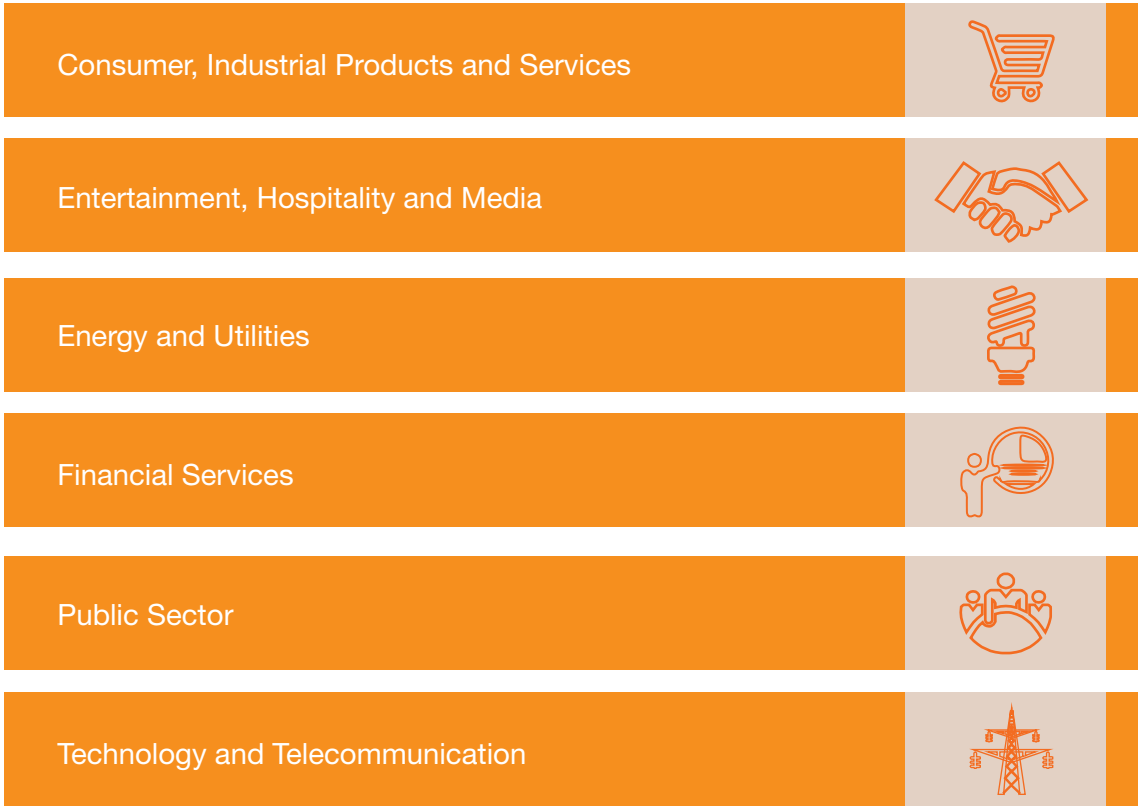 Consumer, Industrial Products and Services
Entertainment, Hospitality and Media
Energy and Utilities
Financial Services
Public Sector
Technology and Telecommunication